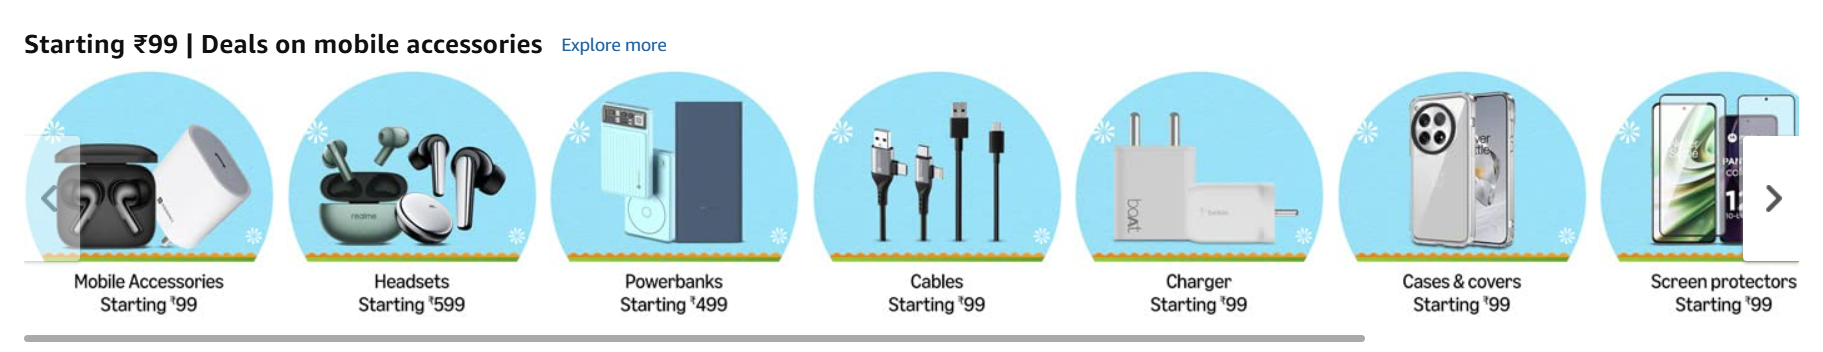 Starting ₹99 | Deals on mobile accessories Explore more
realme
boAt
belkin
Mobile Accessories
Starting ₹99
Headsets
Starting ₹599
Powerbanks
Starting ₹499
Cables
Starting ₹99
Charger
Starting ₹99
Cases & covers
Starting ₹99
Screen protectors
Starting ₹99